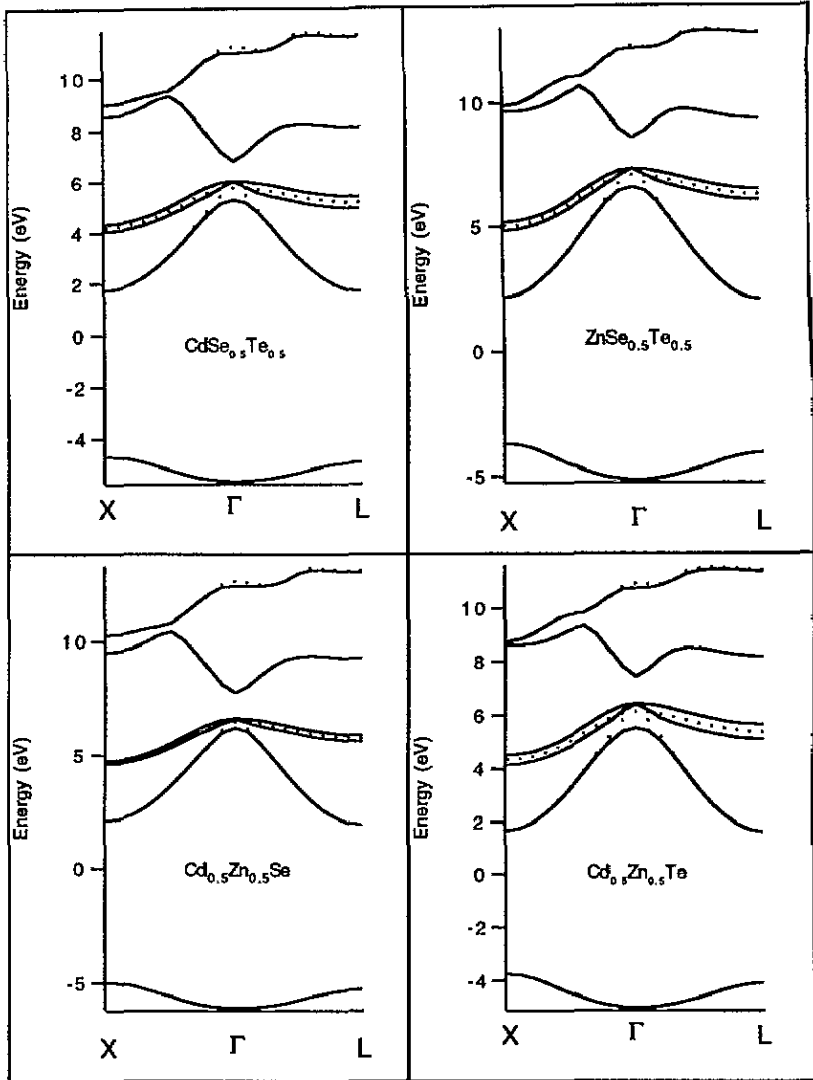 10
8
6
4
2
0
-2
-4
Energy (eV)
CdSe0.5Te0.5
X Γ L
10
5
0
-5
Energy (eV)
ZnSe0.5Te0.5
X Γ L
10
5
0
-5
Energy (eV)
Cd0.5Zn0.5Se
X Γ L
10
8
6
4
2
0
-2
-4
Energy (eV)
Cd0.5Zn0.5Te
X Γ L